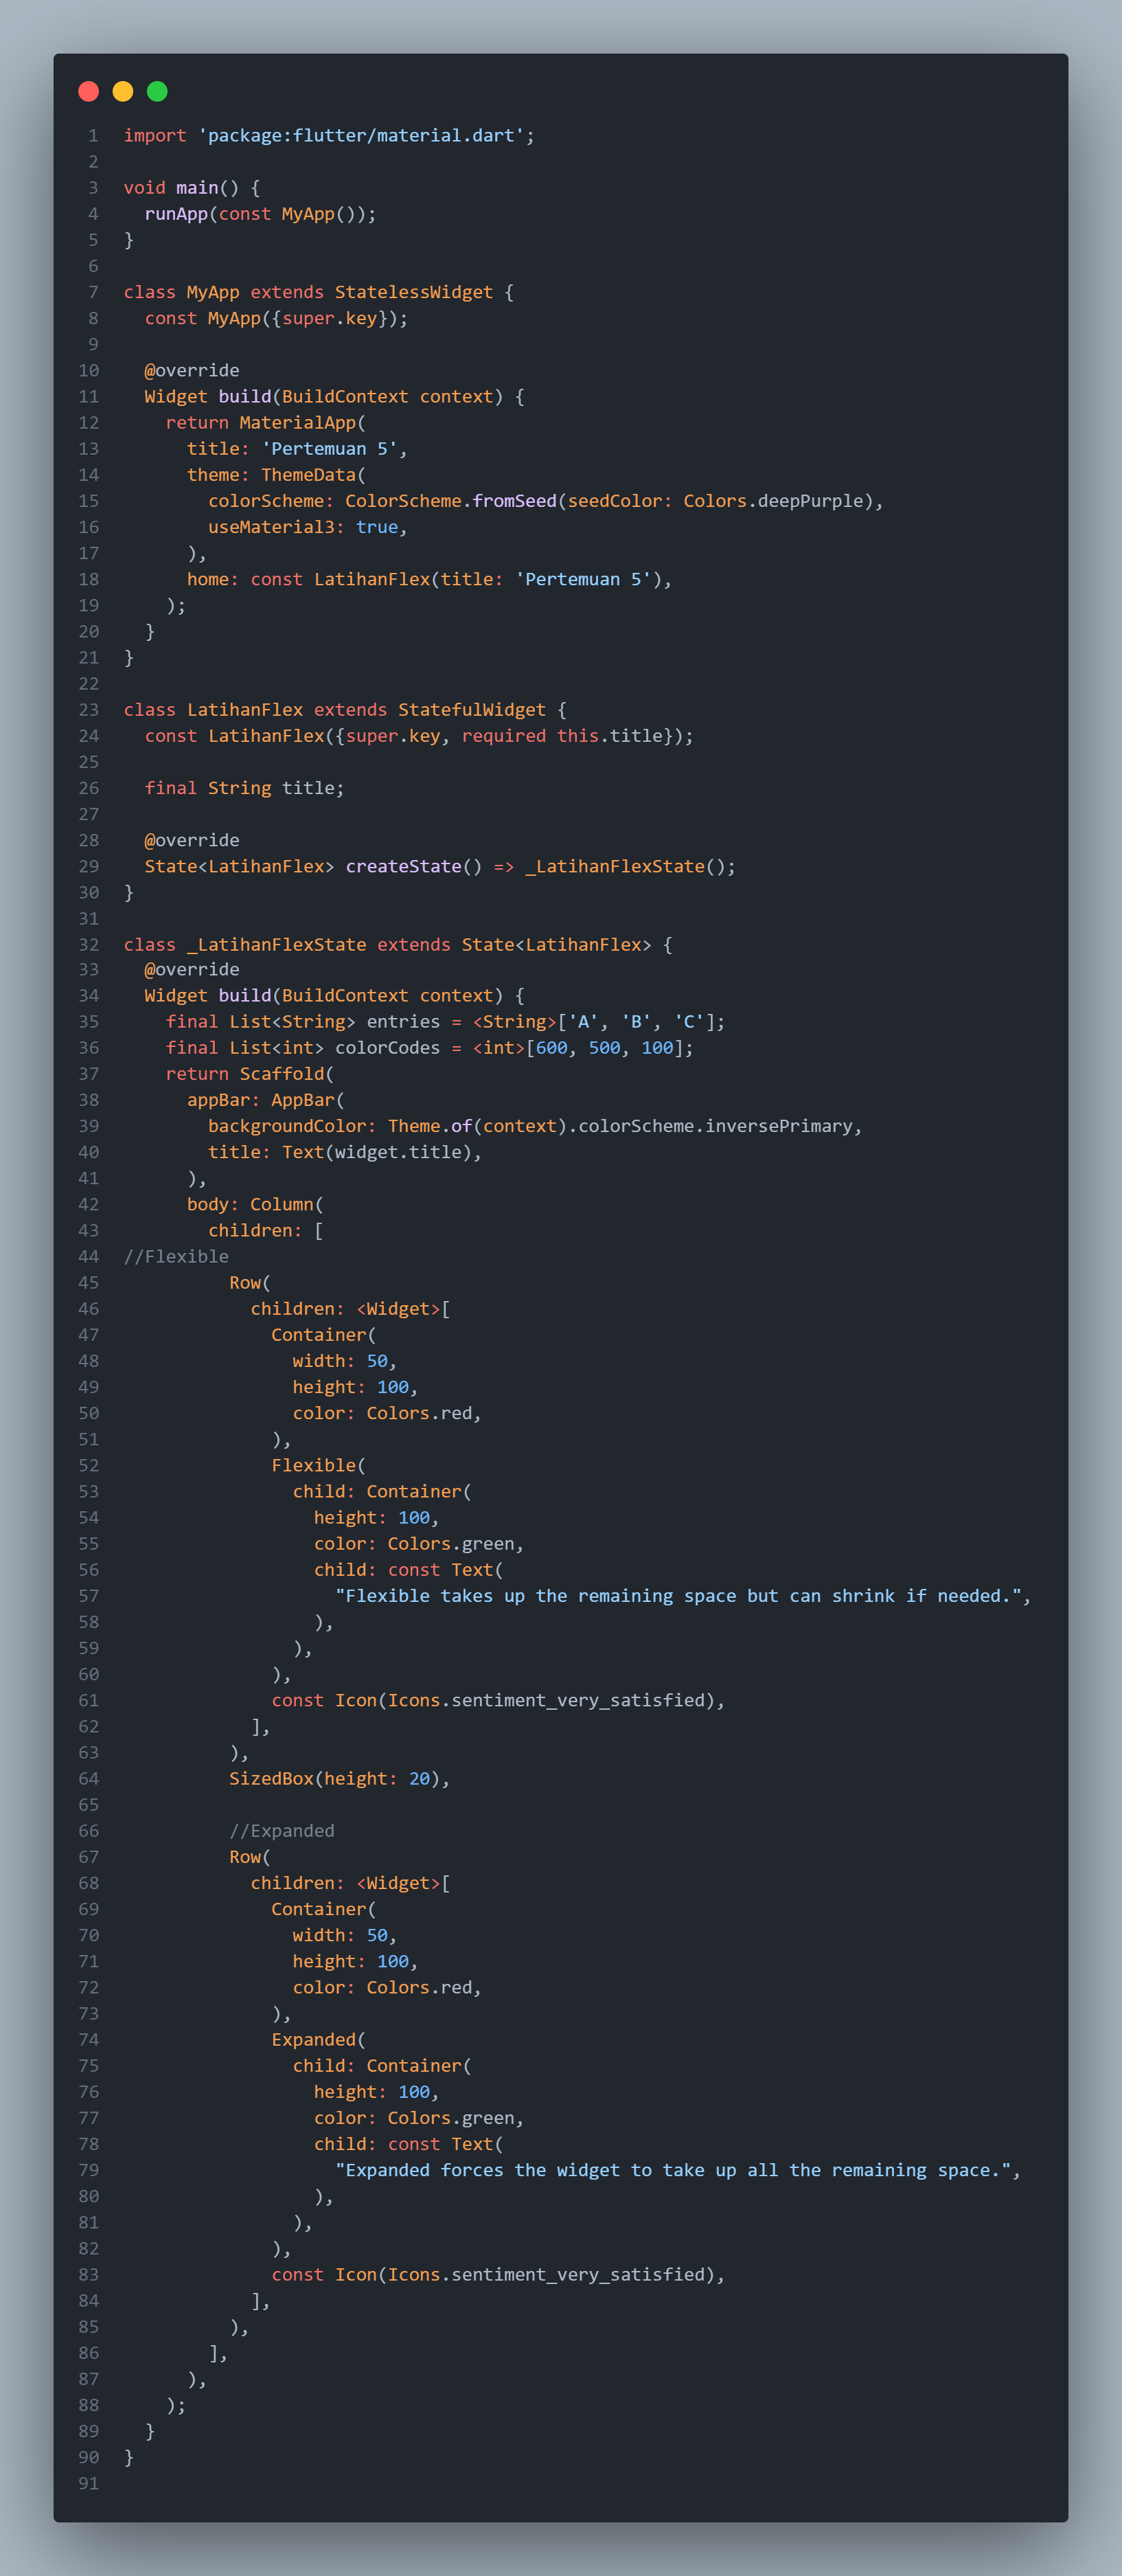 1 import 'package:flutter/material.dart';
2
3 void main() {
4   runApp(const MyApp());
5 }
6
7 class MyApp extends StatelessWidget {
8   const MyApp({super.key});
9
10   @override
11   Widget build(BuildContext context) {
12     return MaterialApp(
13       title: 'Pertemuan 5',
14       theme: ThemeData(
15         colorScheme: ColorScheme.fromSeed(seedColor: Colors.deepPurple),
16         useMaterial3: true,
17       ),
18       home: const LatihanFlex(title: 'Pertemuan 5'),
19     );
20   }
21 }
22
23 class LatihanFlex extends StatefulWidget {
24   const LatihanFlex({super.key, required this.title});
25
26   final String title;
27
28   @override
29   State<LatihanFlex> createState() => _LatihanFlexState();
30 }
31
32 class _LatihanFlexState extends State<LatihanFlex> {
33   @override
34   Widget build(BuildContext context) {
35     final List<String> entries = <String>['A', 'B', 'C'];
36     final List<int> colorCodes = <int>[600, 500, 100];
37     return Scaffold(
38       appBar: AppBar(
39         backgroundColor: Theme.of(context).colorScheme.inversePrimary,
40         title: Text(widget.title),
41       ),
42       body: Column(
43         children: [
44 //Flexible
45           Row(
46             children: <Widget>[
47               Container(
48                 width: 50,
49                 height: 100,
50                 color: Colors.red,
51               ),
52               Flexible(
53                 child: Container(
54                   height: 100,
55                   color: Colors.green,
56                   child: const Text(
57                     "Flexible takes up the remaining space but can shrink if needed.",
58                   ),
59                 ),
60               ),
61               const Icon(Icons.sentiment_very_satisfied),
62             ],
63           ),
64           SizedBox(height: 20),
65
66           //Expanded
67           Row(
68             children: <Widget>[
69               Container(
70                 width: 50,
71                 height: 100,
72                 color: Colors.red,
73               ),
74               Expanded(
75                 child: Container(
76                   height: 100,
77                   color: Colors.green,
78                   child: const Text(
79                     "Expanded forces the widget to take up all the remaining space.",
80                   ),
81                 ),
82               ),
83               const Icon(Icons.sentiment_very_satisfied),
84             ],
85           ),
86         ],
87       ),
88     );
89   }
90 }
91